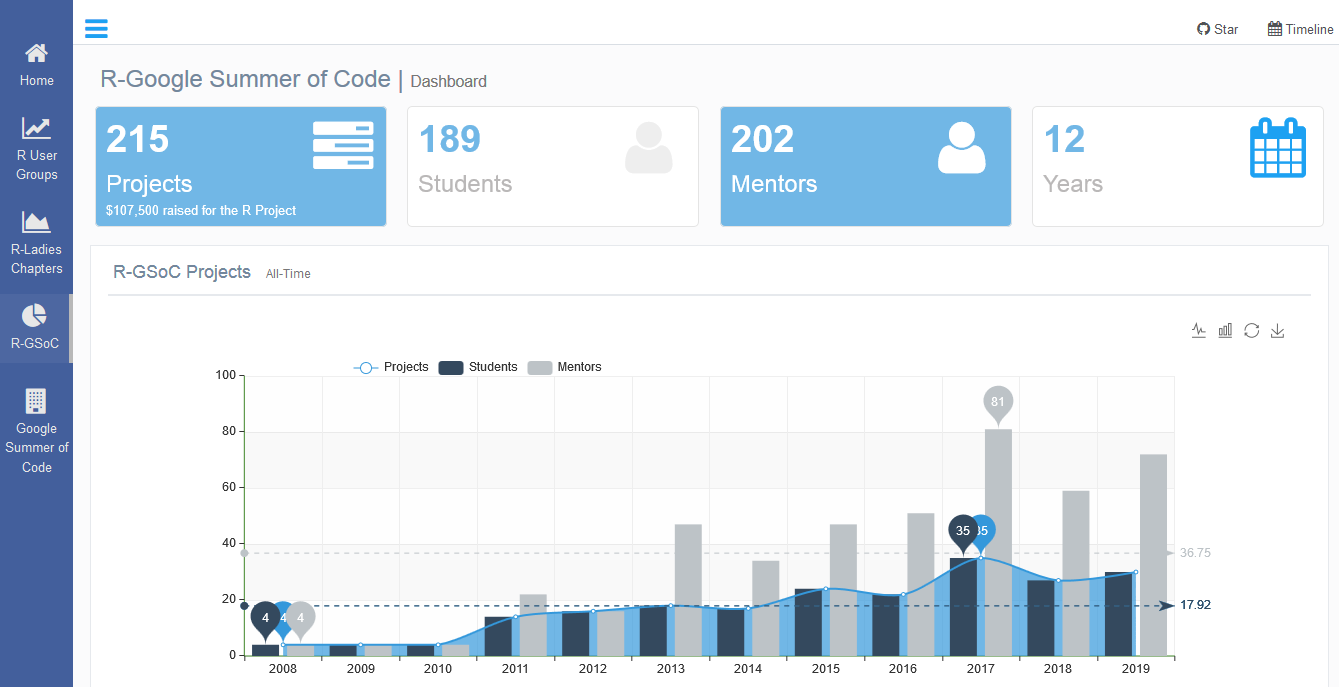 Star
Timeline
Home
R User
Groups
R-Ladies
Chapters
R-GSoC
Google
Summer of
Code
R-Google Summer of Code | Dashboard
215
Projects
$107,500 raised for the R Project
189
Students
202
Mentors
12
Years
R-GSoC Projects All-Time
Projects Students Mentors
100
80
60
40
20
0
81
35
36.75
17.92
4
4
4
2008 2009 2010 2011 2012 2013 2014 2015 2016 2017 2018 2019